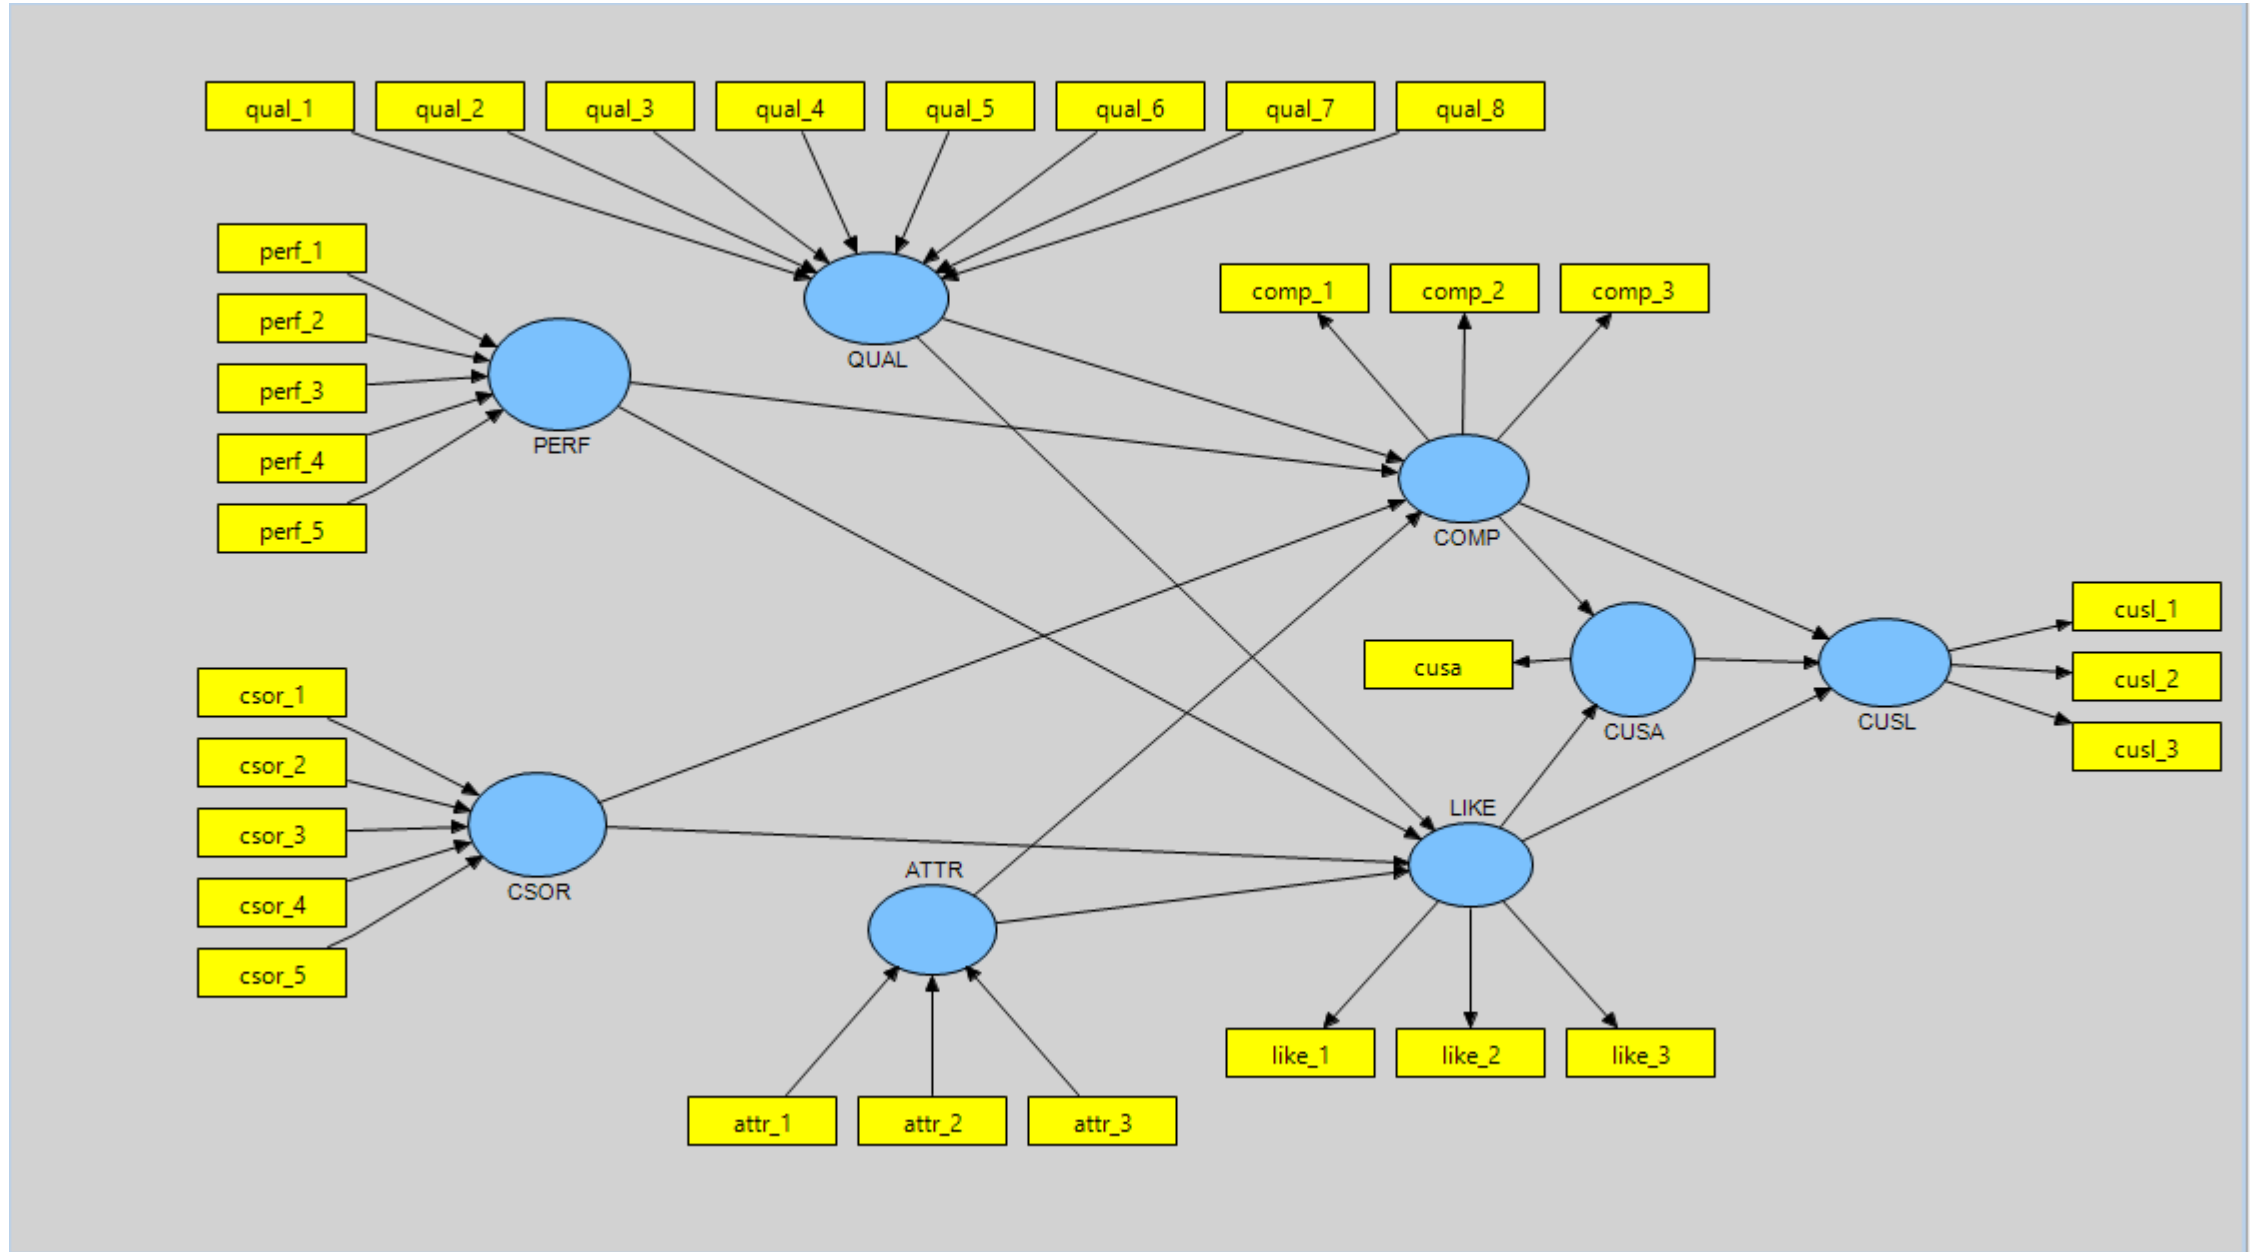 qual_1
qual_2
qual_3
qual_4
qual_5
qual_6
qual_7
qual_8
perf_1
perf_2
perf_3
perf_4
perf_5
PERF
QUAL
comp_1
comp_2
comp_3
COMP
csor_1
csor_2
csor_3
csor_4
csor_5
CSOR
ATTR
attr_1
attr_2
attr_3
cusa
CUSA
CUSL
cusl_1
cusl_2
cusl_3
LIKE
like_1
like_2
like_3